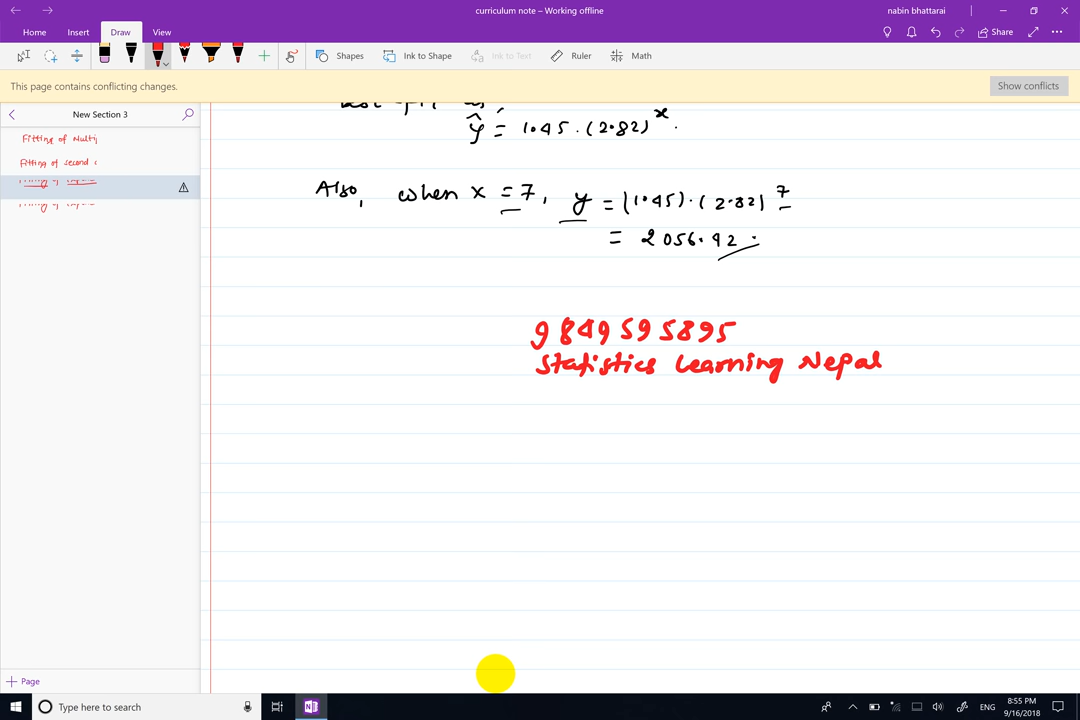 curriculum note – Working offline
nabin bhattarai
Home Insert Draw View
Share
Shapes Ink to Shape Ink to Text Ruler Math
This page contains conflicting changes.
Show conflicts
New Section 3
Fitting of Multip
Fitting of second
ŷ = 1.045 . (2.82)^x.
Also, when x = 7, y = (1.045) . (2.82)^7
= 2056.92.
9849595895
Statistics Learning Nepal
+ Page
Type here to search
ENG
8:55 PM
9/16/2018